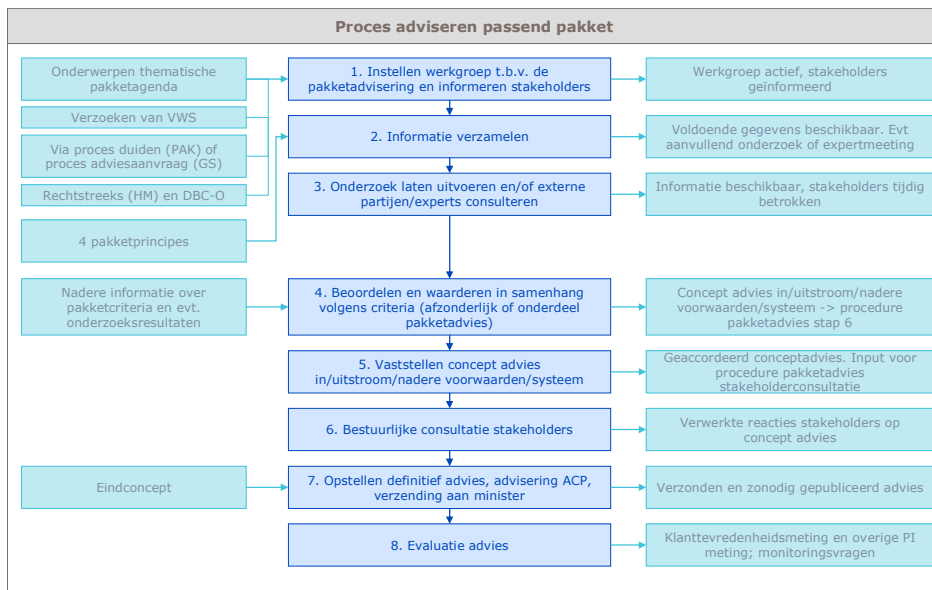 Proces adviseren passend pakket
Onderwerpen thematische
pakketagenda
1. Instellen werkgroep t.b.v. de
pakketadvisering en informeren stakeholders
Werkgroep actief, stakeholders
geïnformeerd
Verzoeken van VWS
2. Informatie verzamelen
Voldoende gegevens beschikbaar. Evt
aanvullend onderzoek of expertmeeting
Via proces duiden (PAK) of
proces adviesaanvraag (GS)
Rechtstreeks (HM) en DBC-O
3. Onderzoek laten uitvoeren en/of externe
partijen/experts consulteren
Informatie beschikbaar, stakeholders tijdig
betrokken
4 pakketprincipes
Nadere informatie over
pakketcriteria en evt.
onderzoeksresultaten
4. Beoordelen en waarderen in samenhang
volgens criteria (afzonderlijk of onderdeel
pakketadvies)
Concept advies in/uitstroom/nadere
voorwaarden/systeem -> procedure
pakketadvies stap 6
5. Vaststellen concept advies
in/uitstroom/nadere voorwaarden/systeem
Geaccordeerd conceptadvies. Input voor
procedure pakketadvies
stakeholderconsultatie
6. Bestuurlijke consultatie stakeholders
Verwerkte reacties stakeholders op
concept advies
Eindconcept
7. Opstellen definitief advies, advisering ACP,
verzending aan minister
Verzonden en zonodig gepubliceerd advies
8. Evaluatie advies
Klanttevredenheidsmeting en overige PI
meting; monitoringsvragen